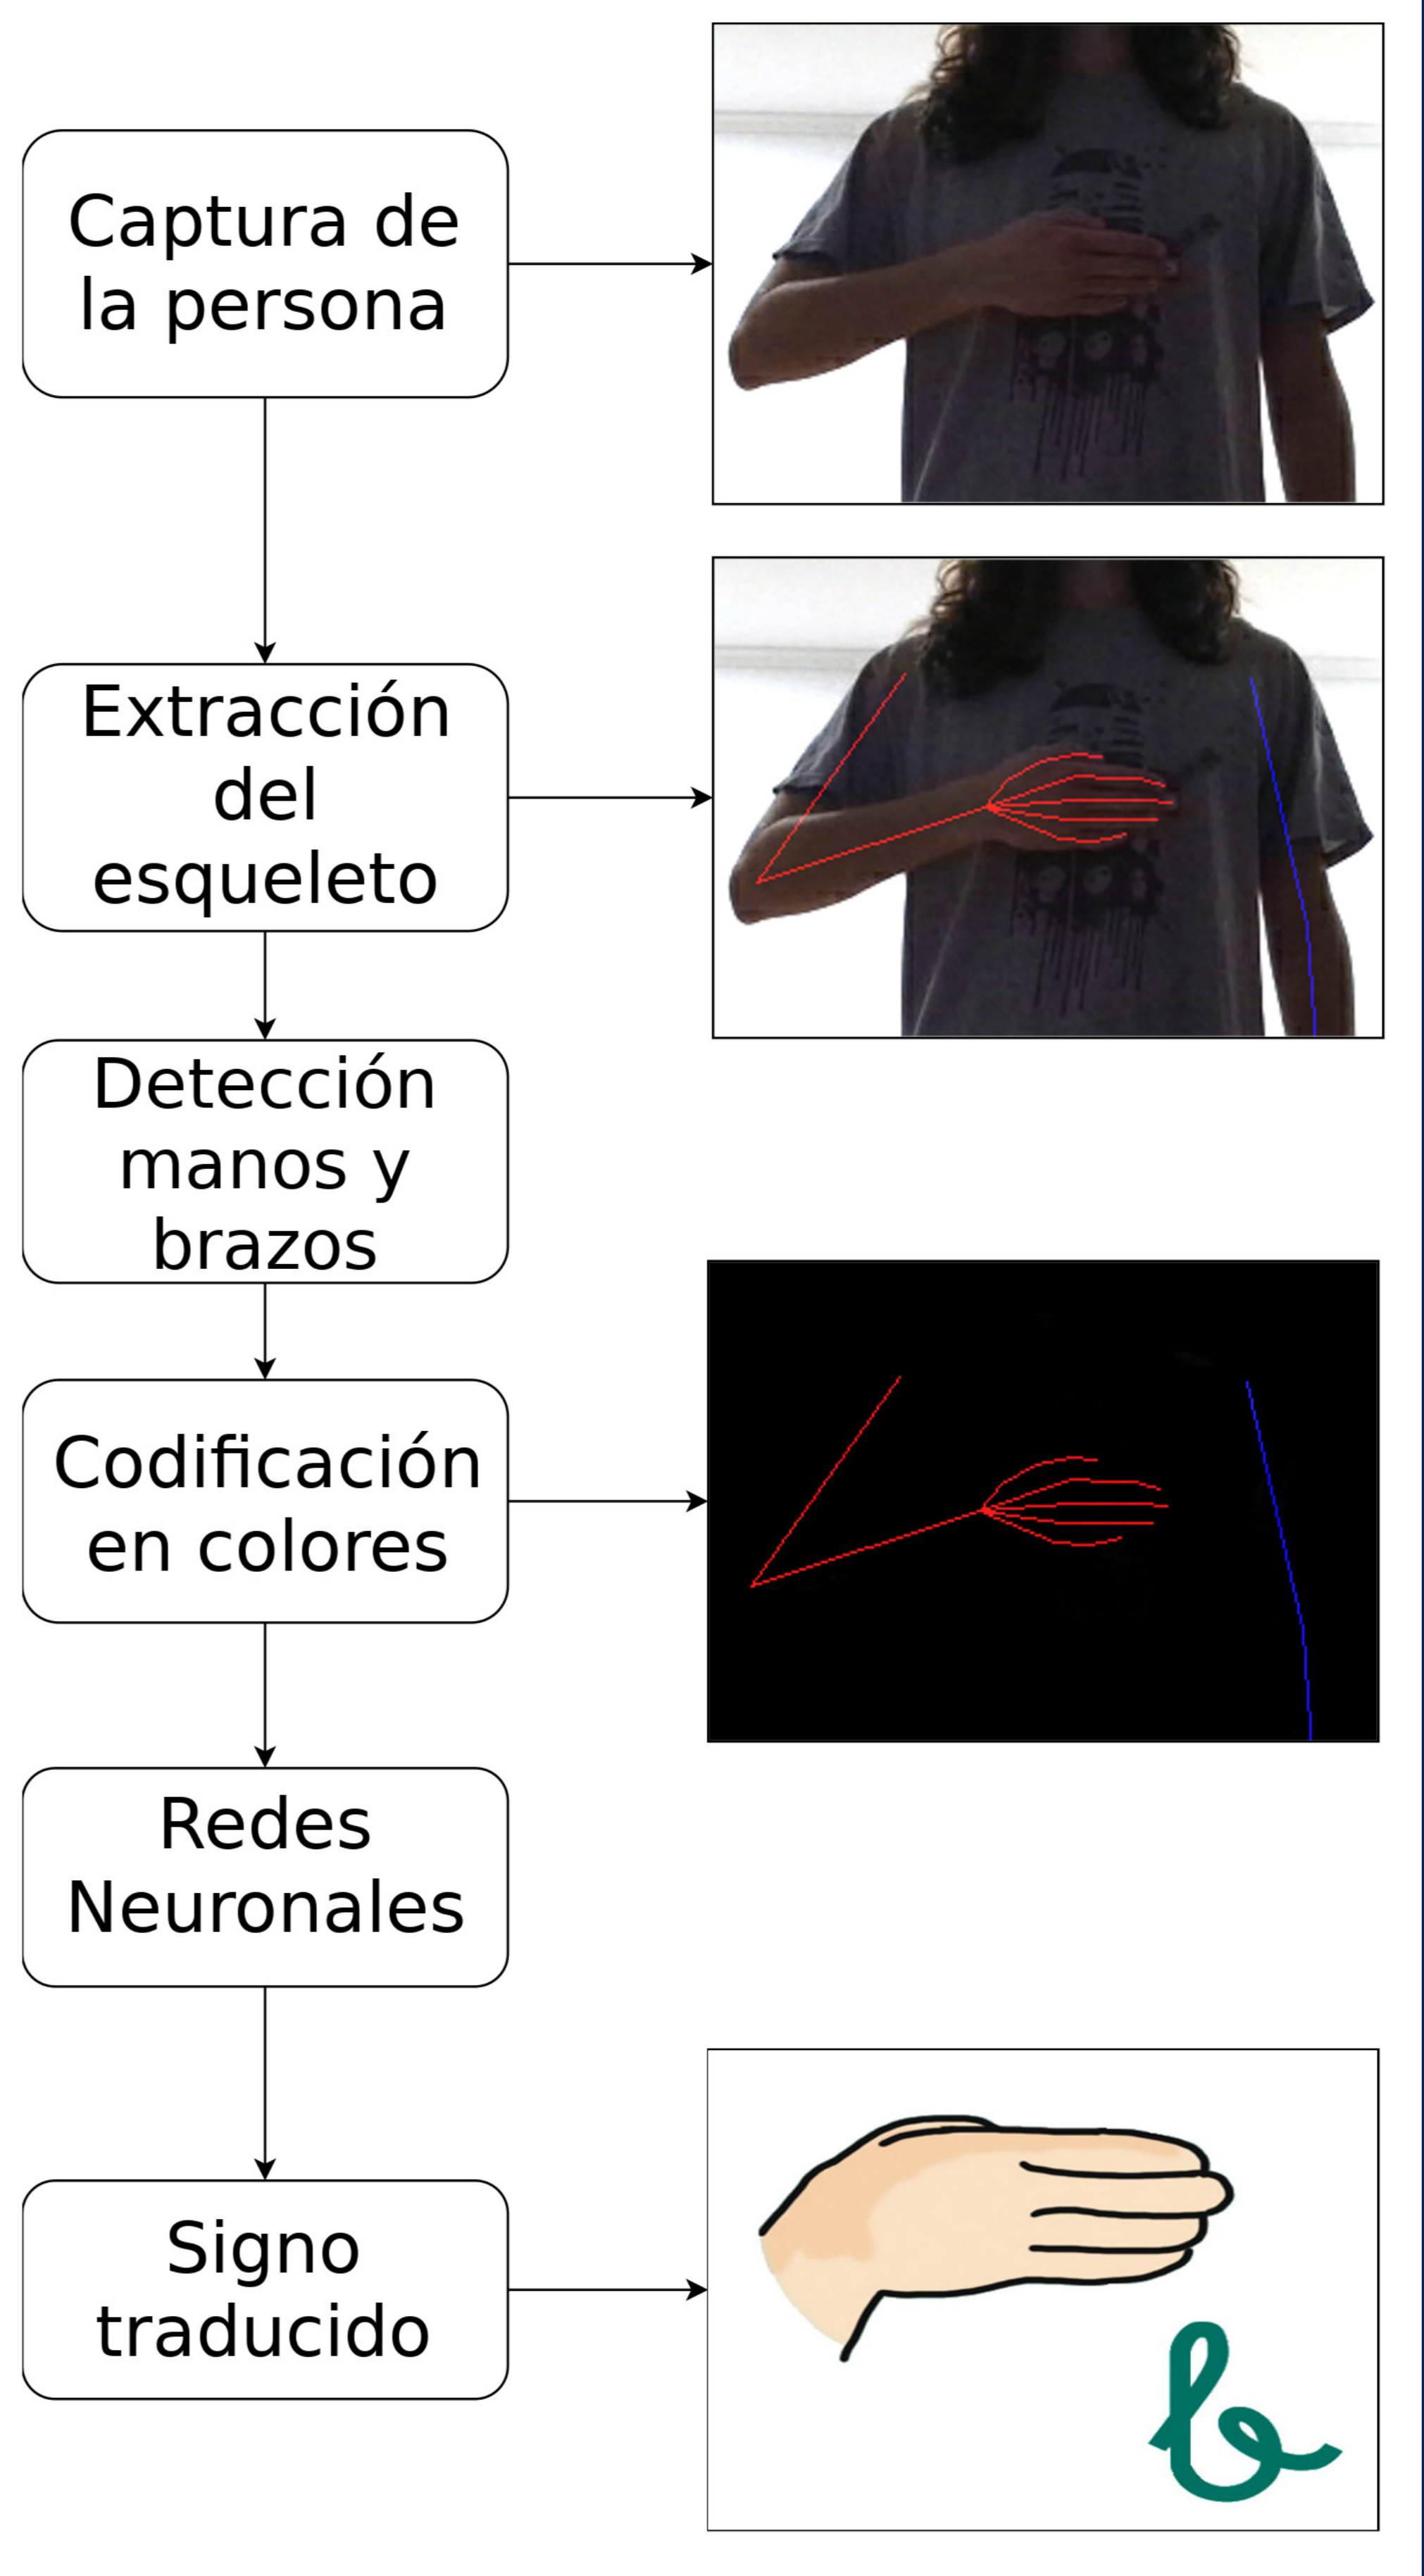 Captura de
la persona
Extracción
del
esqueleto
Detección
manos y
brazos
Codificación
en colores
Redes
Neuronales
Signo
traducido
b